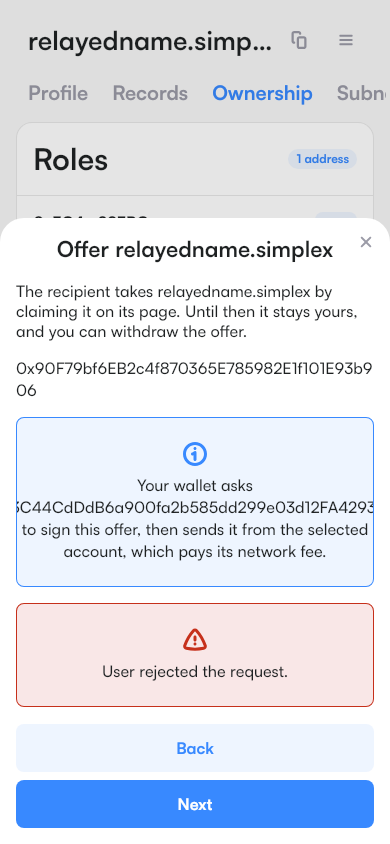 relayedname.simp...
Profile Records Ownership Subn
Roles
1 address
Offer relayedname.simplex
The recipient takes relayedname.simplex by
claiming it on its page. Until then it stays yours,
and you can withdraw the offer.
0x90F79bf6EB2c4f870365E785982E1f101E93b9
06
Your wallet asks
3C44CdDdB6a900fa2b585dd299e03d12FA4293
to sign this offer, then sends it from the selected
account, which pays its network fee.
User rejected the request.
Back
Next